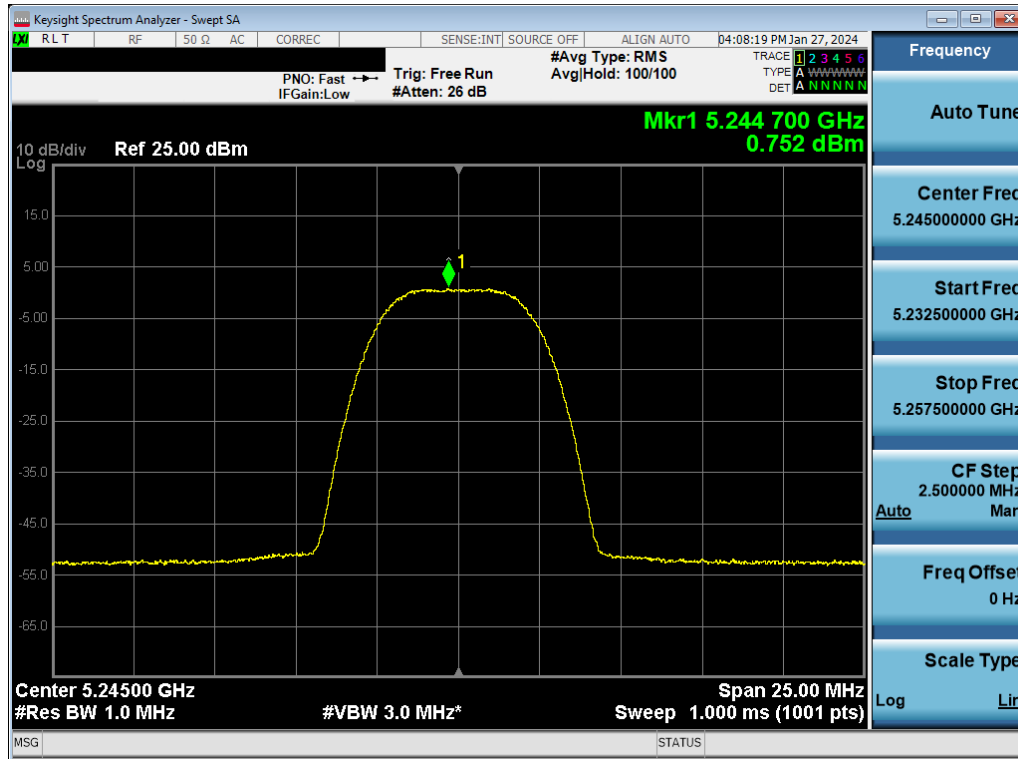 Keysight Spectrum Analyzer - Swept SA
LXI RLT RF 50 Ω AC CORREC SENSE:INT SOURCE OFF ALIGN AUTO 04:08:19 PM Jan 27, 2024
PNO: Fast Trig: Free Run #Avg Type: RMS TRACE 1 2 3 4 5 6
IFGain:Low #Atten: 26 dB Avg|Hold: 100/100 TYPE A WWWWW
DET A N N N N N
Mkr1 5.244 700 GHz
0.752 dBm
10 dB/div Ref 25.00 dBm
Log
15.0
5.00
-5.00
-15.0
-25.0
-35.0
-45.0
-55.0
-65.0
1
Center 5.24500 GHz Span 25.00 MHz
#Res BW 1.0 MHz #VBW 3.0 MHz* Sweep 1.000 ms (1001 pts)
MSG STATUS
Frequency
Auto Tune
Center Freq
5.245000000 GHz
Start Freq
5.232500000 GHz
Stop Freq
5.257500000 GHz
CF Step
2.500000 MHz
Auto Man
Freq Offset
0 Hz
Scale Type
Log Lin